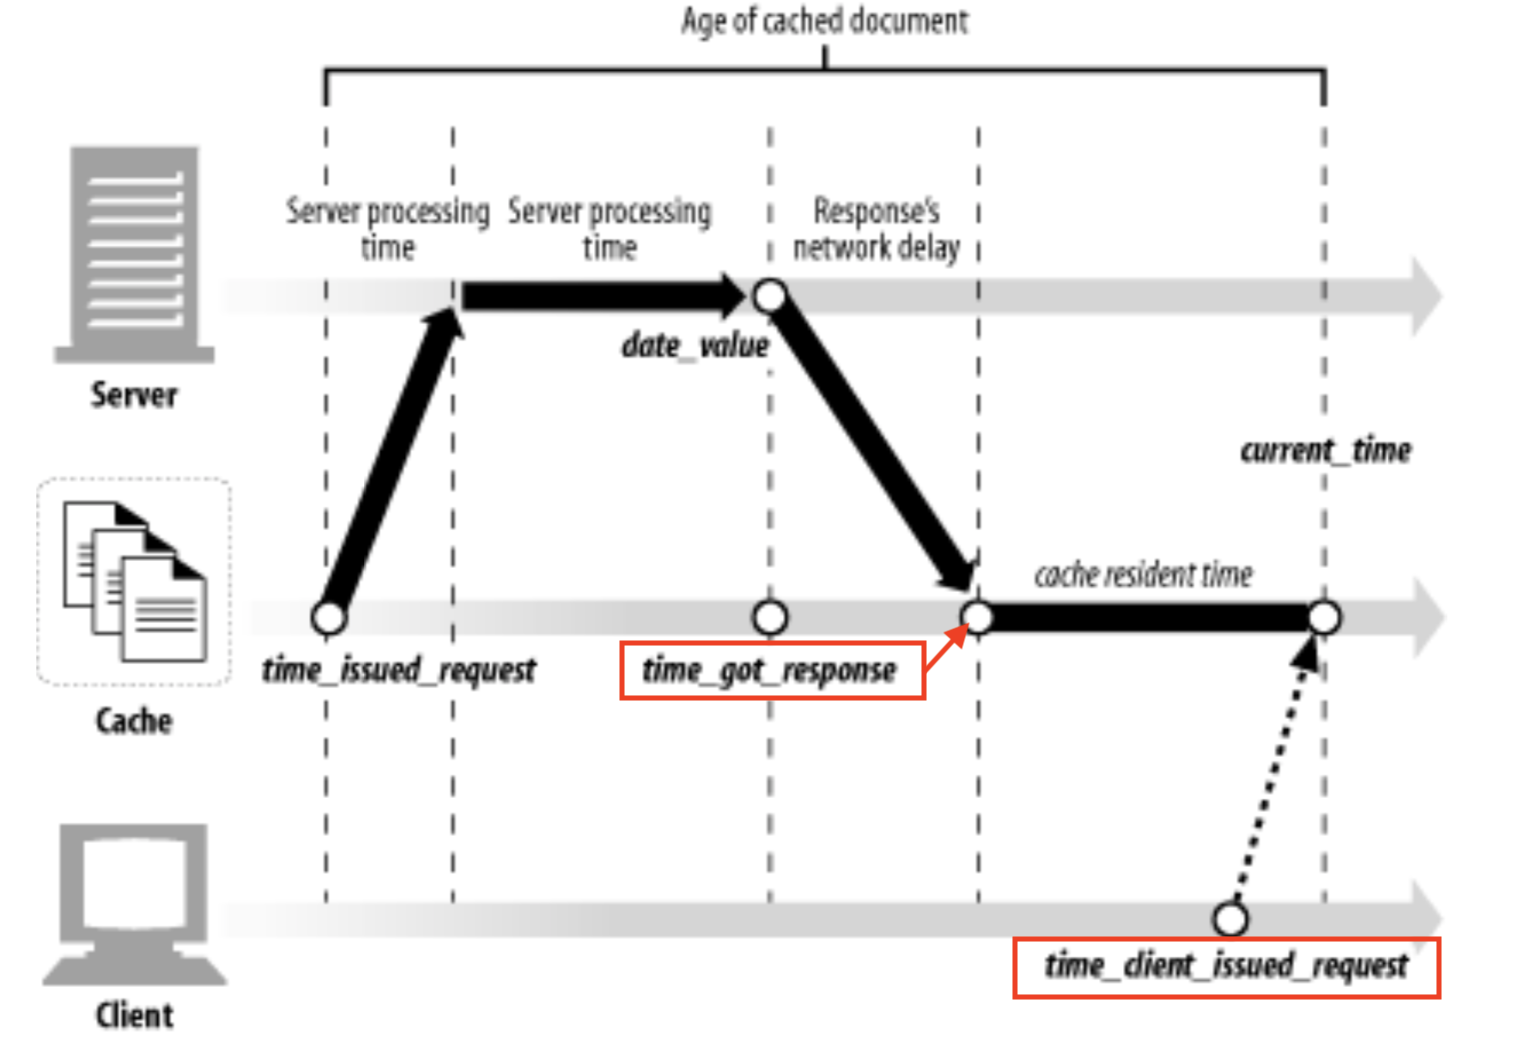 Age of cached document
Server processing
time
Server processing
time
Response's
network delay
date_value
Server
current_time
cache resident time
time_issued_request
time_got_response
Cache
time_client_issued_request
Client